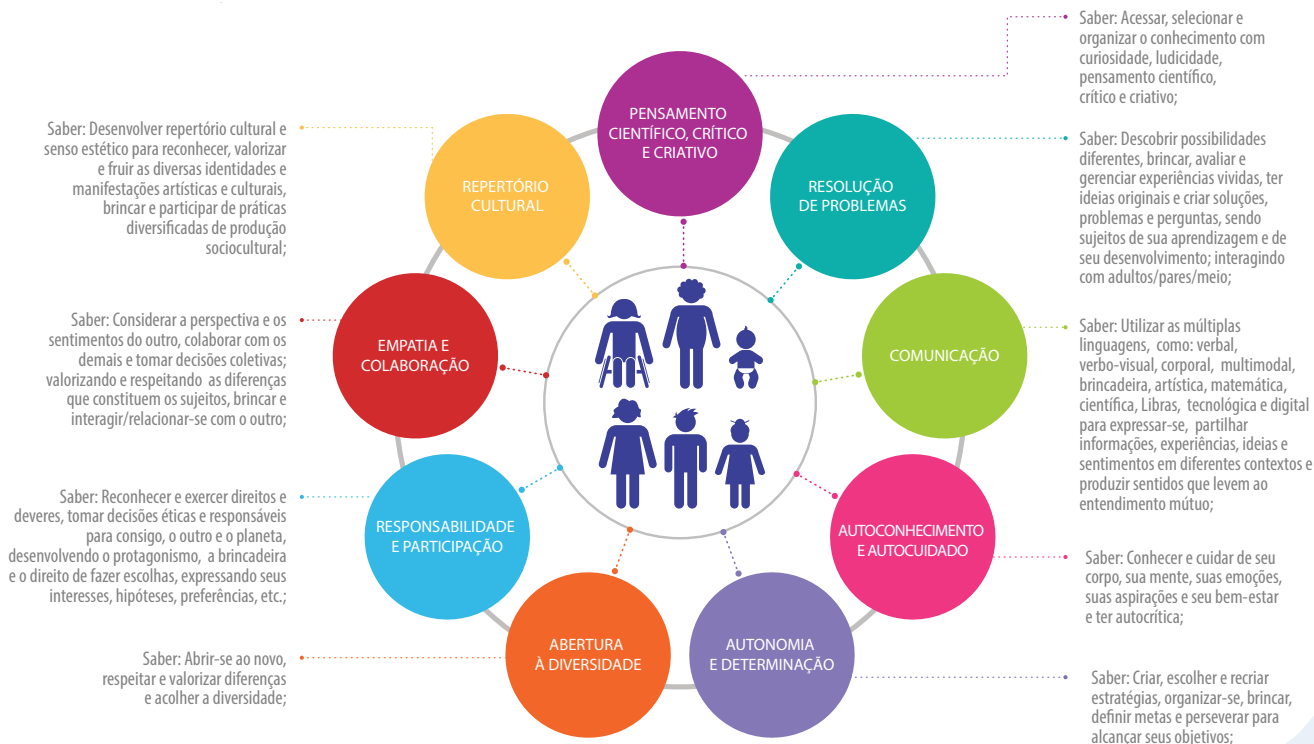 PENSAMENTO
CIENTÍFICO, CRÍTICO
E CRIATIVO
Saber: Acessar, selecionar e
organizar o conhecimento com
curiosidade, ludicidade,
pensamento científico,
crítico e criativo;
RESOLUÇÃO
DE PROBLEMAS
Saber: Descobrir possibilidades
diferentes, brincar, avaliar e
gerenciar experiências vividas, ter
ideias originais e criar soluções,
problemas e perguntas, sendo
sujeitos de sua aprendizagem e de
seu desenvolvimento; interagindo
com adultos/pares/meio;
COMUNICAÇÃO
Saber: Utilizar as múltiplas
linguagens, como: verbal,
verbo-visual, corporal, multimodal,
brincadeira, artística, matemática,
científica, Libras, tecnológica e digital
para expressar-se, partilhar
informações, experiências, ideias e
sentimentos em diferentes contextos e
produzir sentidos que levem ao
entendimento mútuo;
AUTOCONHECIMENTO
E AUTOCUIDADO
Saber: Conhecer e cuidar de seu
corpo, sua mente, suas emoções,
suas aspirações e seu bem-estar
e ter autocrítica;
AUTONOMIA
E DETERMINAÇÃO
Saber: Criar, escolher e recriar
estratégias, organizar-se, brincar,
definir metas e perseverar para
alcançar seus objetivos;
ABERTURA
À DIVERSIDADE
Saber: Abrir-se ao novo,
respeitar e valorizar diferenças
e acolher a diversidade;
RESPONSABILIDADE
E PARTICIPAÇÃO
Saber: Reconhecer e exercer direitos e
deveres, tomar decisões éticas e responsáveis
para consigo, o outro e o planeta,
desenvolvendo o protagonismo, a brincadeira
e o direito de fazer escolhas, expressando seus
interesses, hipóteses, preferências, etc.;
EMPATIA E
COLABORAÇÃO
Saber: Considerar a perspectiva e os
sentimentos do outro, colaborar com os
demais e tomar decisões coletivas;
valorizando e respeitando as diferenças
que constituem os sujeitos, brincar e
interagir/relacionar-se com o outro;
REPERTÓRIO
CULTURAL
Saber: Desenvolver repertório cultural e
senso estético para reconhecer, valorizar
e fruir as diversas identidades e
manifestações artísticas e culturais,
brincar e participar de práticas
diversificadas de produção
sociocultural;